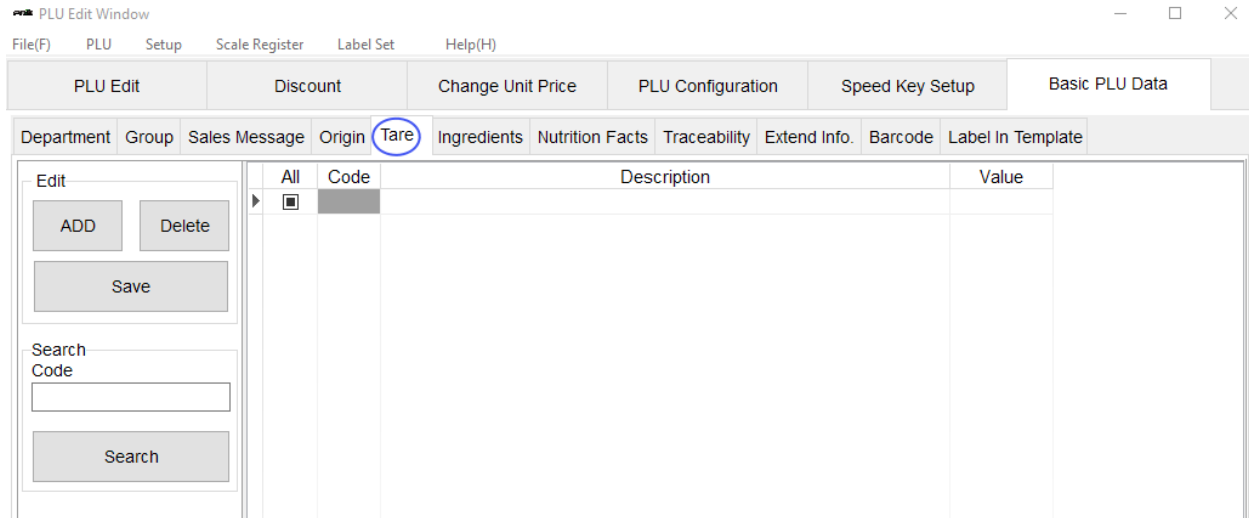 PLU Edit Window
File(F) PLU Setup Scale Register Label Set Help(H)
PLU Edit Discount Change Unit Price PLU Configuration Speed Key Setup Basic PLU Data
Department Group Sales Message Origin Tare Ingredients Nutrition Facts Traceability Extend Info. Barcode Label In Template
Edit
ADD Delete
Save
Search
Code
Search
All Code Description Value